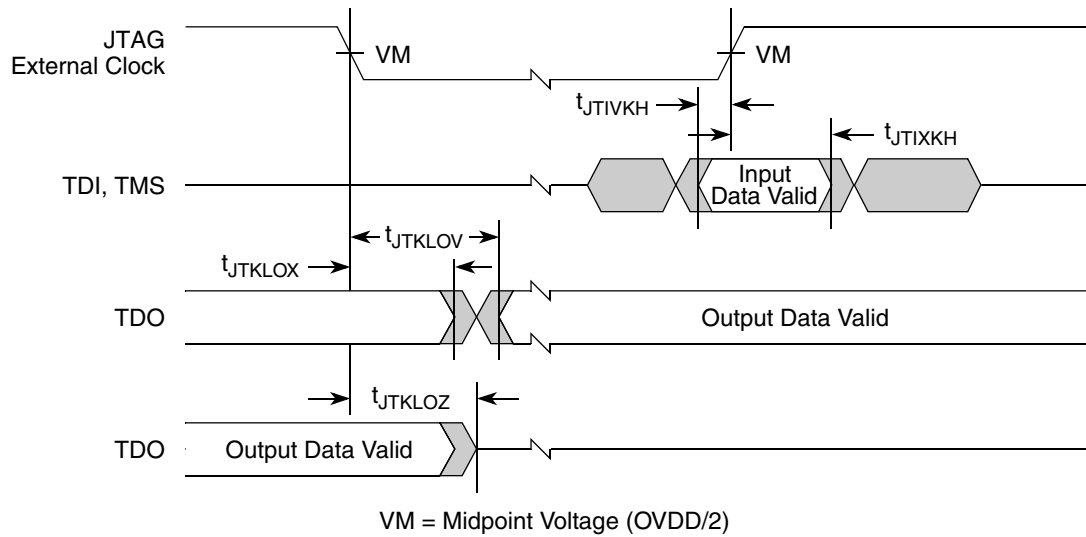 JTAG
External Clock
VM
VM
tJTIVKH
tJTIXKH
TDI, TMS
Input
Data Valid
tJTKLOV
tJTKLOX
TDO
Output Data Valid
tJTKLOZ
TDO
Output Data Valid
VM = Midpoint Voltage (OVDD/2)